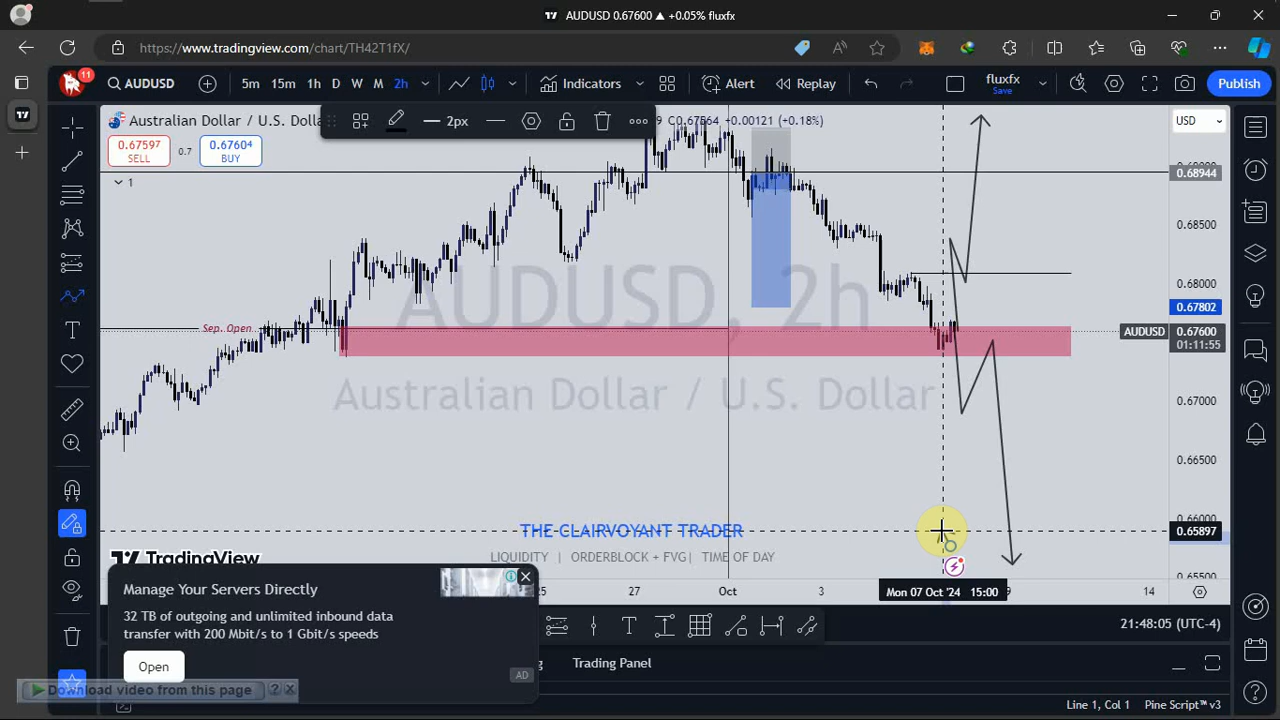 AUDUSD 0.67600 ▲ +0.05% fluxfx
https://www.tradingview.com/chart/TH42T1fX/
11
AUDUSD
5m 15m 1h D W M 2h
Indicators
Alert
Replay
fluxfx
Save
Publish
Australian Dollar / U.S. Dolla
C0.67564 +0.00121 (+0.18%)
2px
USD
0.67597
SELL
0.7
0.67604
BUY
1
0.68944
0.68500
0.68000
0.67802
AUDUSD 0.67600
01:11:55
0.67000
0.66500
0.65897
0.65500
Sep. Open
AUDUSD, 2h
Australian Dollar / U.S. Dollar
THE CLAIRVOYANT TRADER
LIQUIDITY | ORDERBLOCK + FVG | TIME OF DAY
TradingView
25 27 Oct 3 Mon 07 Oct '24 15:00 9 14
Manage Your Servers Directly
32 TB of outgoing and unlimited inbound data
transfer with 200 Mbit/s to 1 Gbit/s speeds
Open
AD
21:48:05 (UTC-4)
Trading Panel
Download video from this page ? X
Line 1, Col 1 Pine Script™ v3